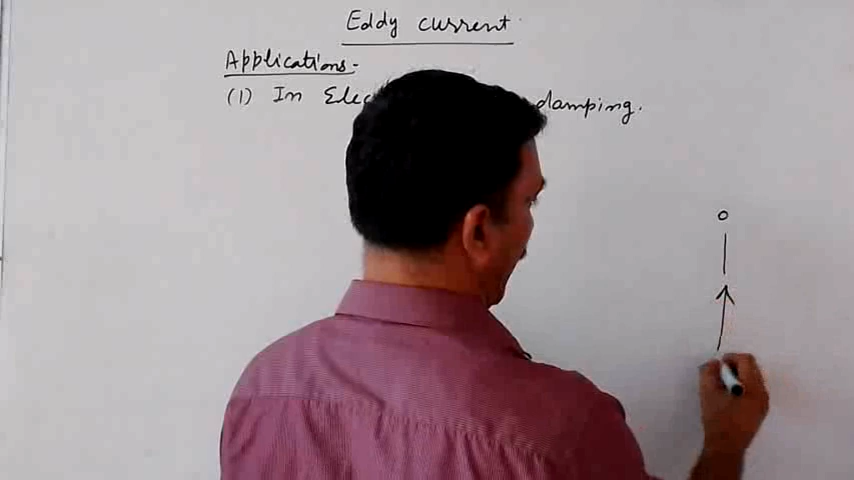 Eddy current
Applications-
(1) In Elec damping.
o